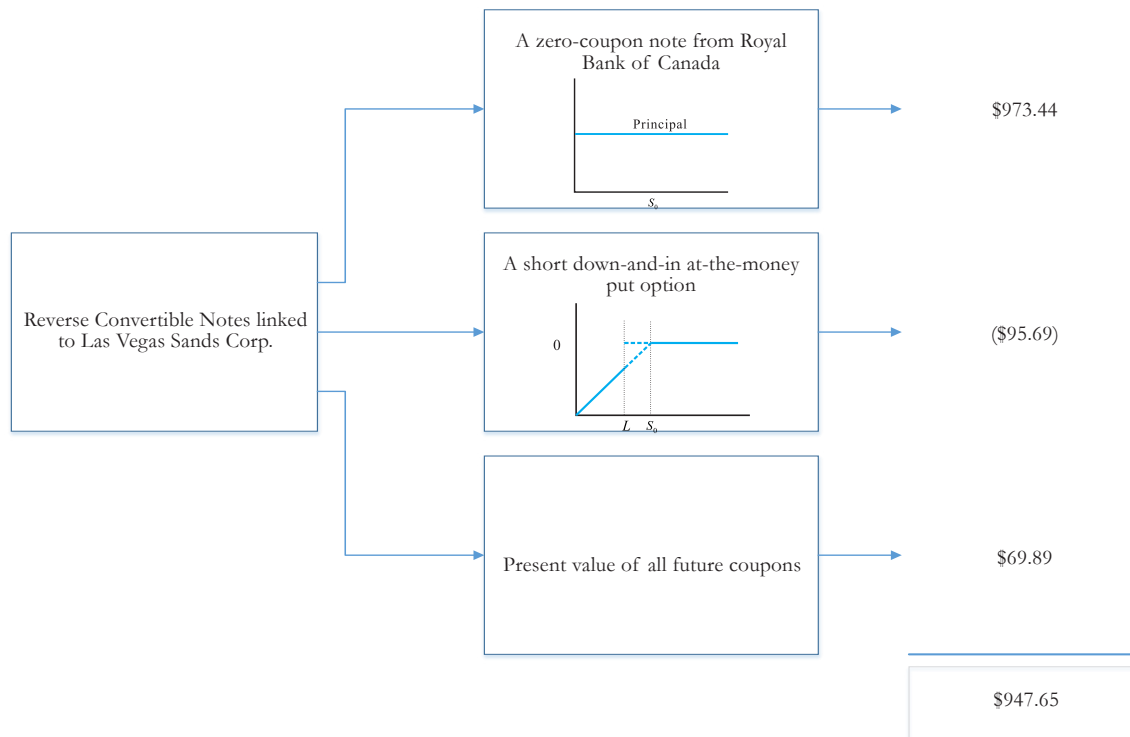 A zero-coupon note from Royal
Bank of Canada
Principal
S₀
$973.44
Reverse Convertible Notes linked
to Las Vegas Sands Corp.
A short down-and-in at-the-money
put option
0
L S₀
($95.69)
Present value of all future coupons
$69.89
$947.65